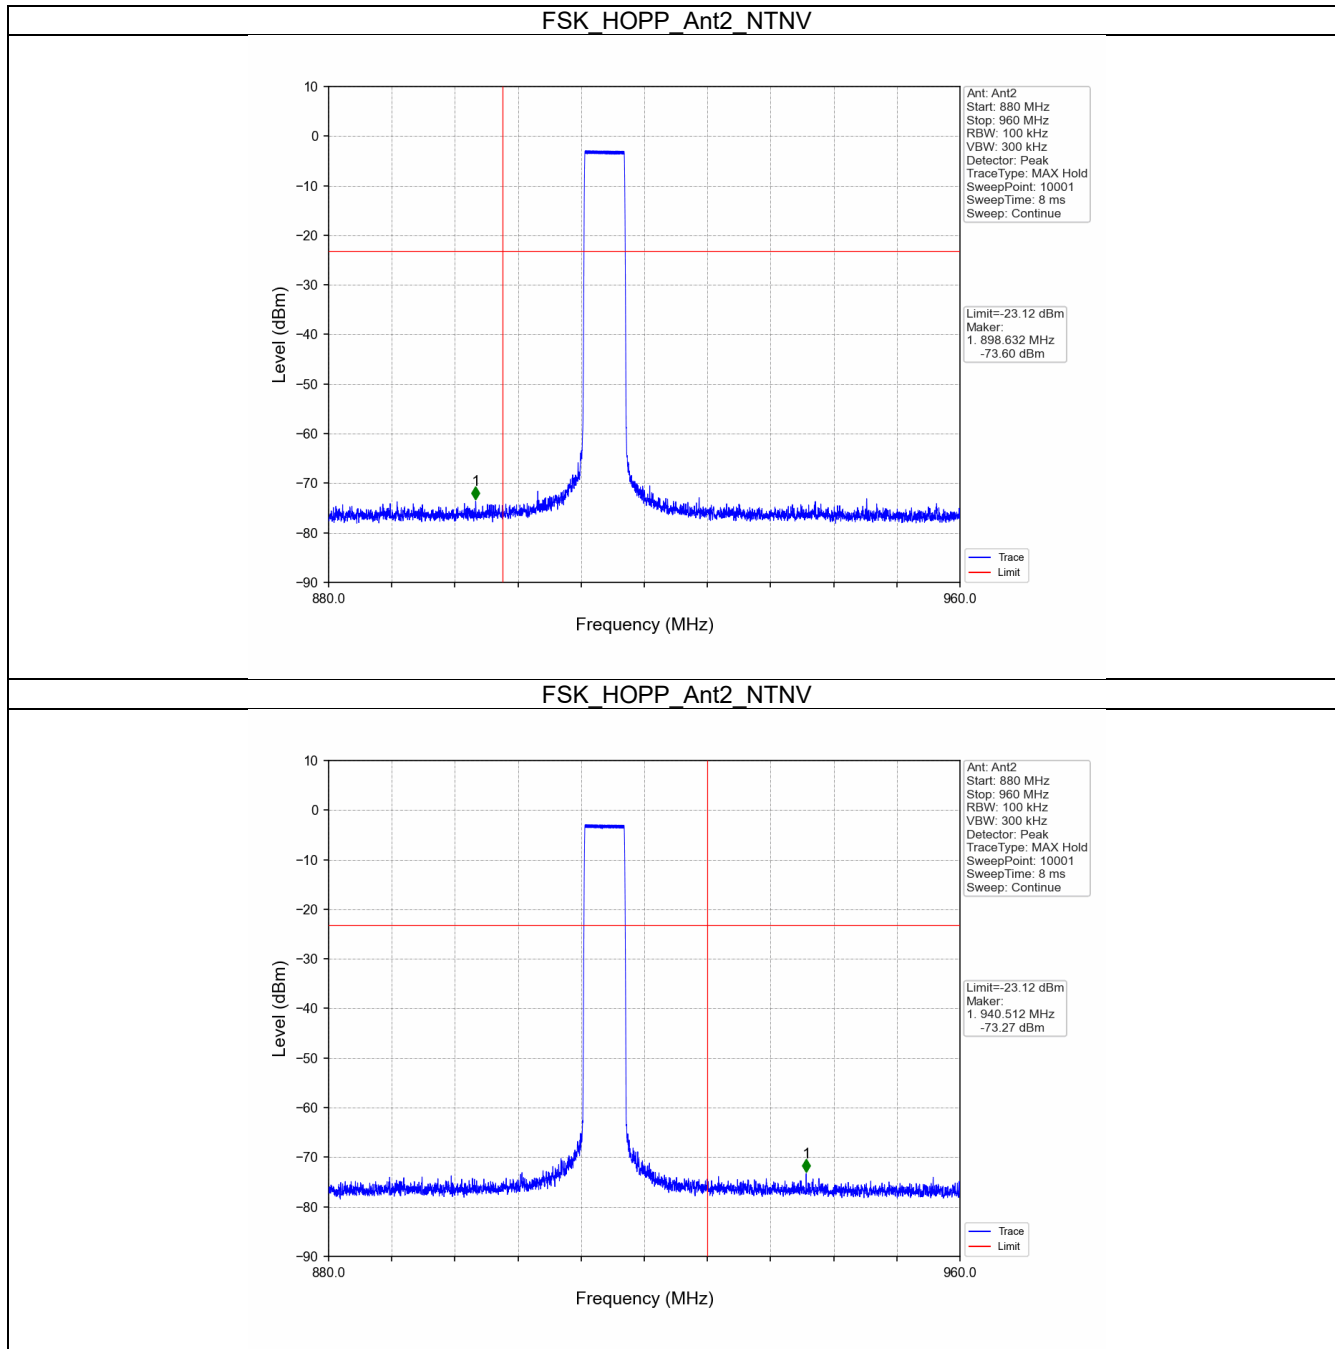 FSK_HOPP_Ant2_NTNV
10
0
−10
−20
−30
−40
−50
−60
−70
−80
−90
Level (dBm)
1
880.0
960.0
Frequency (MHz)
Ant: Ant2
Start: 880 MHz
Stop: 960 MHz
RBW: 100 kHz
VBW: 300 kHz
Detector: Peak
TraceType: MAX Hold
SweepPoint: 10001
SweepTime: 8 ms
Sweep: Continue
Limit=-23.12 dBm
Maker:
1. 898.632 MHz
-73.60 dBm
Trace
Limit
FSK_HOPP_Ant2_NTNV
10
0
−10
−20
−30
−40
−50
−60
−70
−80
−90
Level (dBm)
1
880.0
960.0
Frequency (MHz)
Ant: Ant2
Start: 880 MHz
Stop: 960 MHz
RBW: 100 kHz
VBW: 300 kHz
Detector: Peak
TraceType: MAX Hold
SweepPoint: 10001
SweepTime: 8 ms
Sweep: Continue
Limit=-23.12 dBm
Maker:
1. 940.512 MHz
-73.27 dBm
Trace
Limit